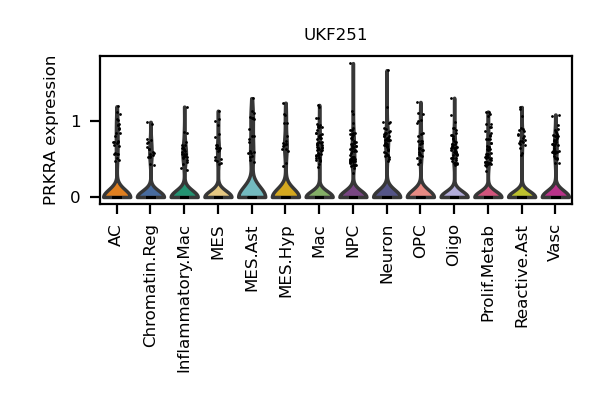 UKF251
PRKRA expression
1
0
AC
Chromatin.Reg
Inflammatory.Mac
MES
MES.Ast
MES.Hyp
Mac
NPC
Neuron
OPC
Oligo
Prolif.Metab
Reactive.Ast
Vasc